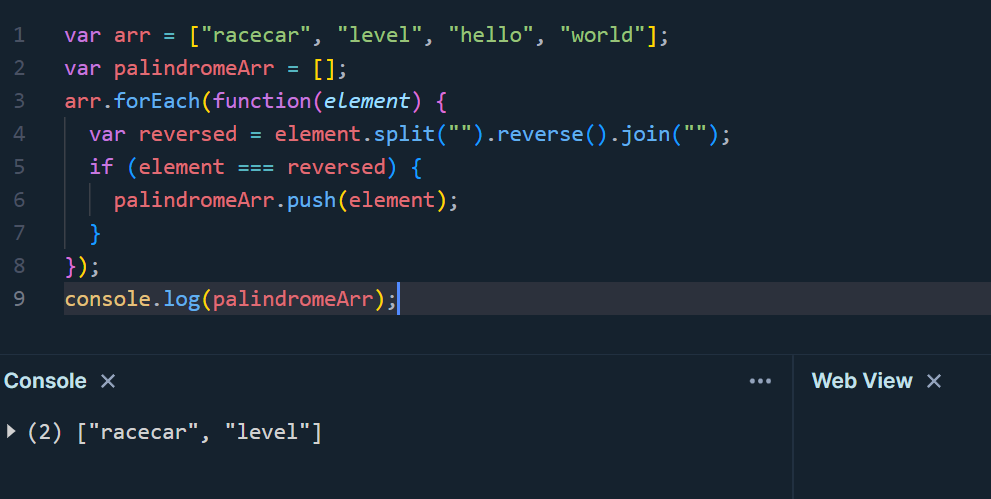 1 var arr = ["racecar", "level", "hello", "world"];
2 var palindromeArr = [];
3 arr.forEach(function(element) {
4   var reversed = element.split("").reverse().join("");
5   if (element === reversed) {
6     palindromeArr.push(element);
7   }
8 });
9 console.log(palindromeArr);
Console × ••• Web View ×
(2) ["racecar", "level"]